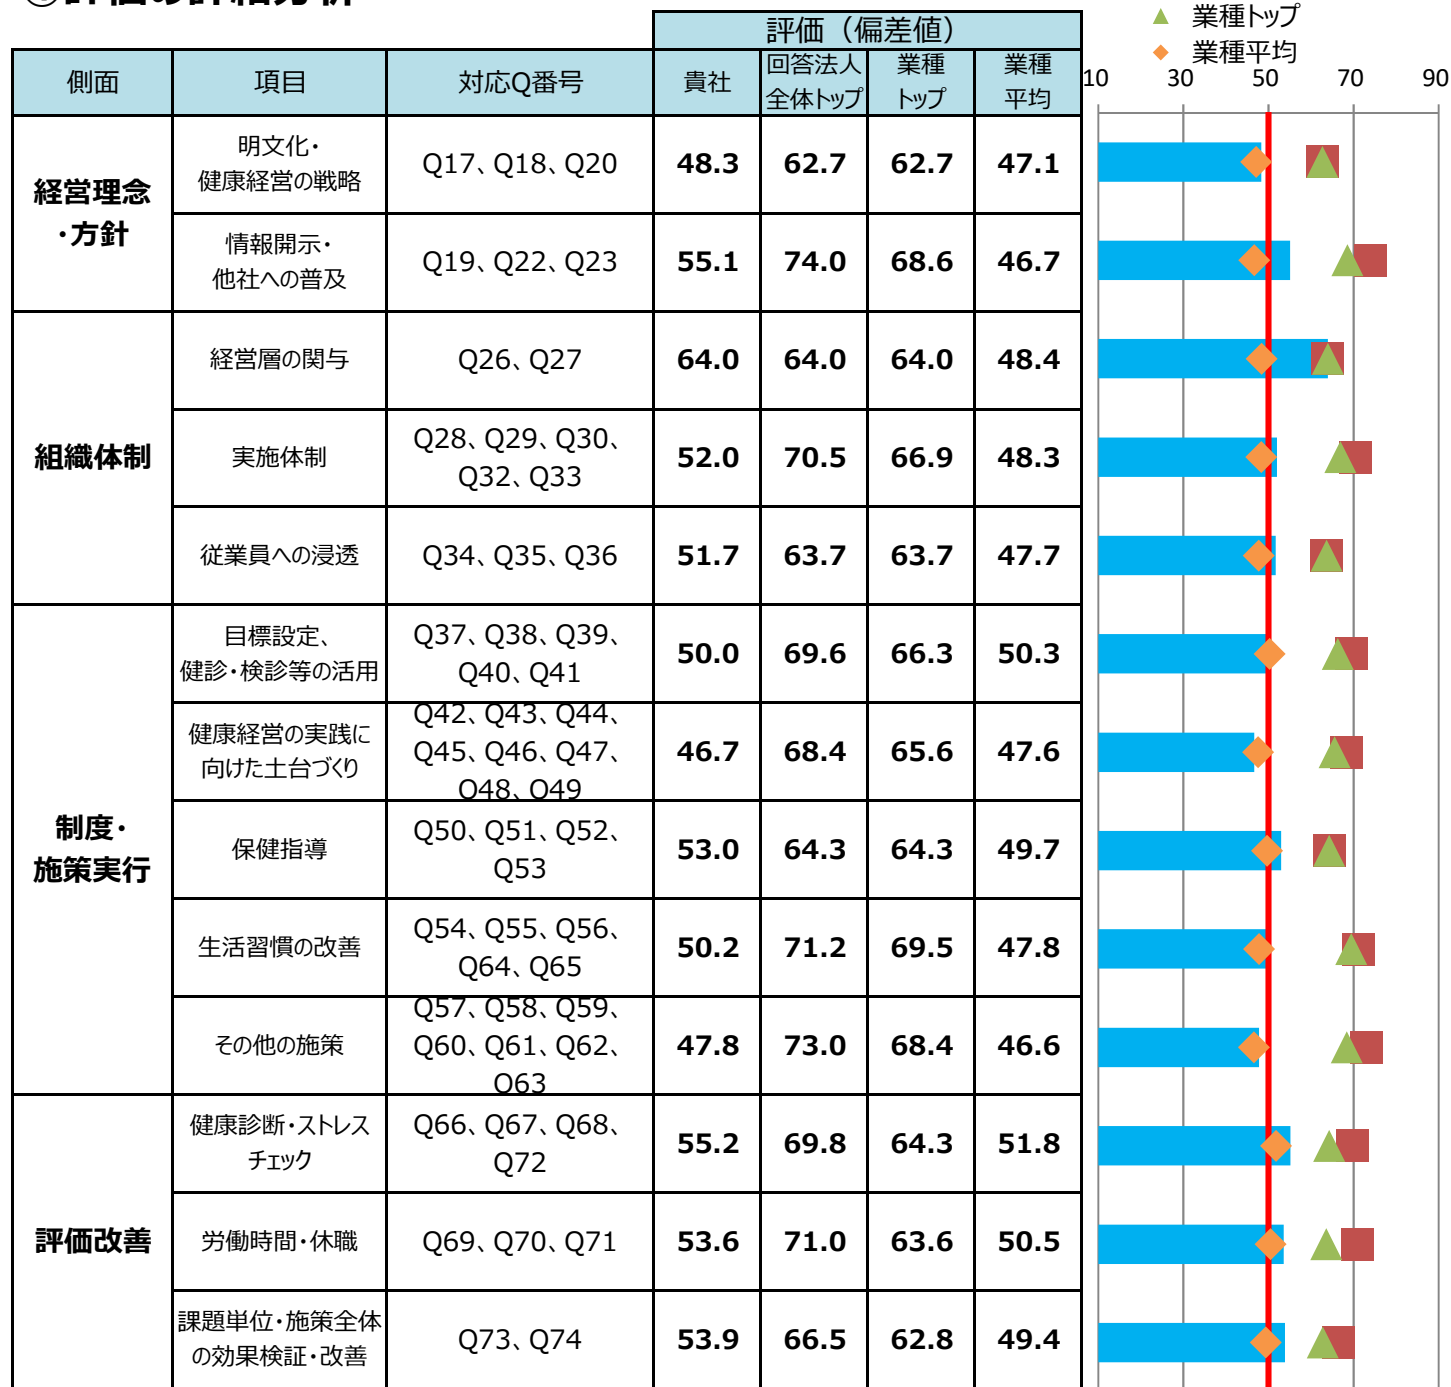 ▲ 業種トップ
◆ 業種平均
評価（偏差値）
側面 項目 対応Q番号 貴社 回答法人 業種 業種
全体トップ トップ 平均
10 30 50 70 90
経営理念
・方針
明文化・
健康経営の戦略
Q17、Q18、Q20 48.3 62.7 62.7 47.1
情報開示・
他社への普及
Q19、Q22、Q23 55.1 74.0 68.6 46.7
組織体制
経営層の関与 Q26、Q27 64.0 64.0 64.0 48.4
実施体制
Q28、Q29、Q30、
Q32、Q33
52.0 70.5 66.9 48.3
従業員への浸透 Q34、Q35、Q36 51.7 63.7 63.7 47.7
制度・
施策実行
目標設定、
健診・検診等の活用
Q37、Q38、Q39、
Q40、Q41
50.0 69.6 66.3 50.3
健康経営の実践に
向けた土台づくり
Q42、Q43、Q44、
Q45、Q46、Q47、
Q48、Q49
46.7 68.4 65.6 47.6
保健指導
Q50、Q51、Q52、
Q53
53.0 64.3 64.3 49.7
生活習慣の改善
Q54、Q55、Q56、
Q64、Q65
50.2 71.2 69.5 47.8
その他の施策
Q57、Q58、Q59、
Q60、Q61、Q62、
Q63
47.8 73.0 68.4 46.6
評価改善
健康診断・ストレス
チェック
Q66、Q67、Q68、
Q72
55.2 69.8 64.3 51.8
労働時間・休職 Q69、Q70、Q71 53.6 71.0 63.6 50.5
課題単位・施策全体
の効果検証・改善
Q73、Q74 53.9 66.5 62.8 49.4